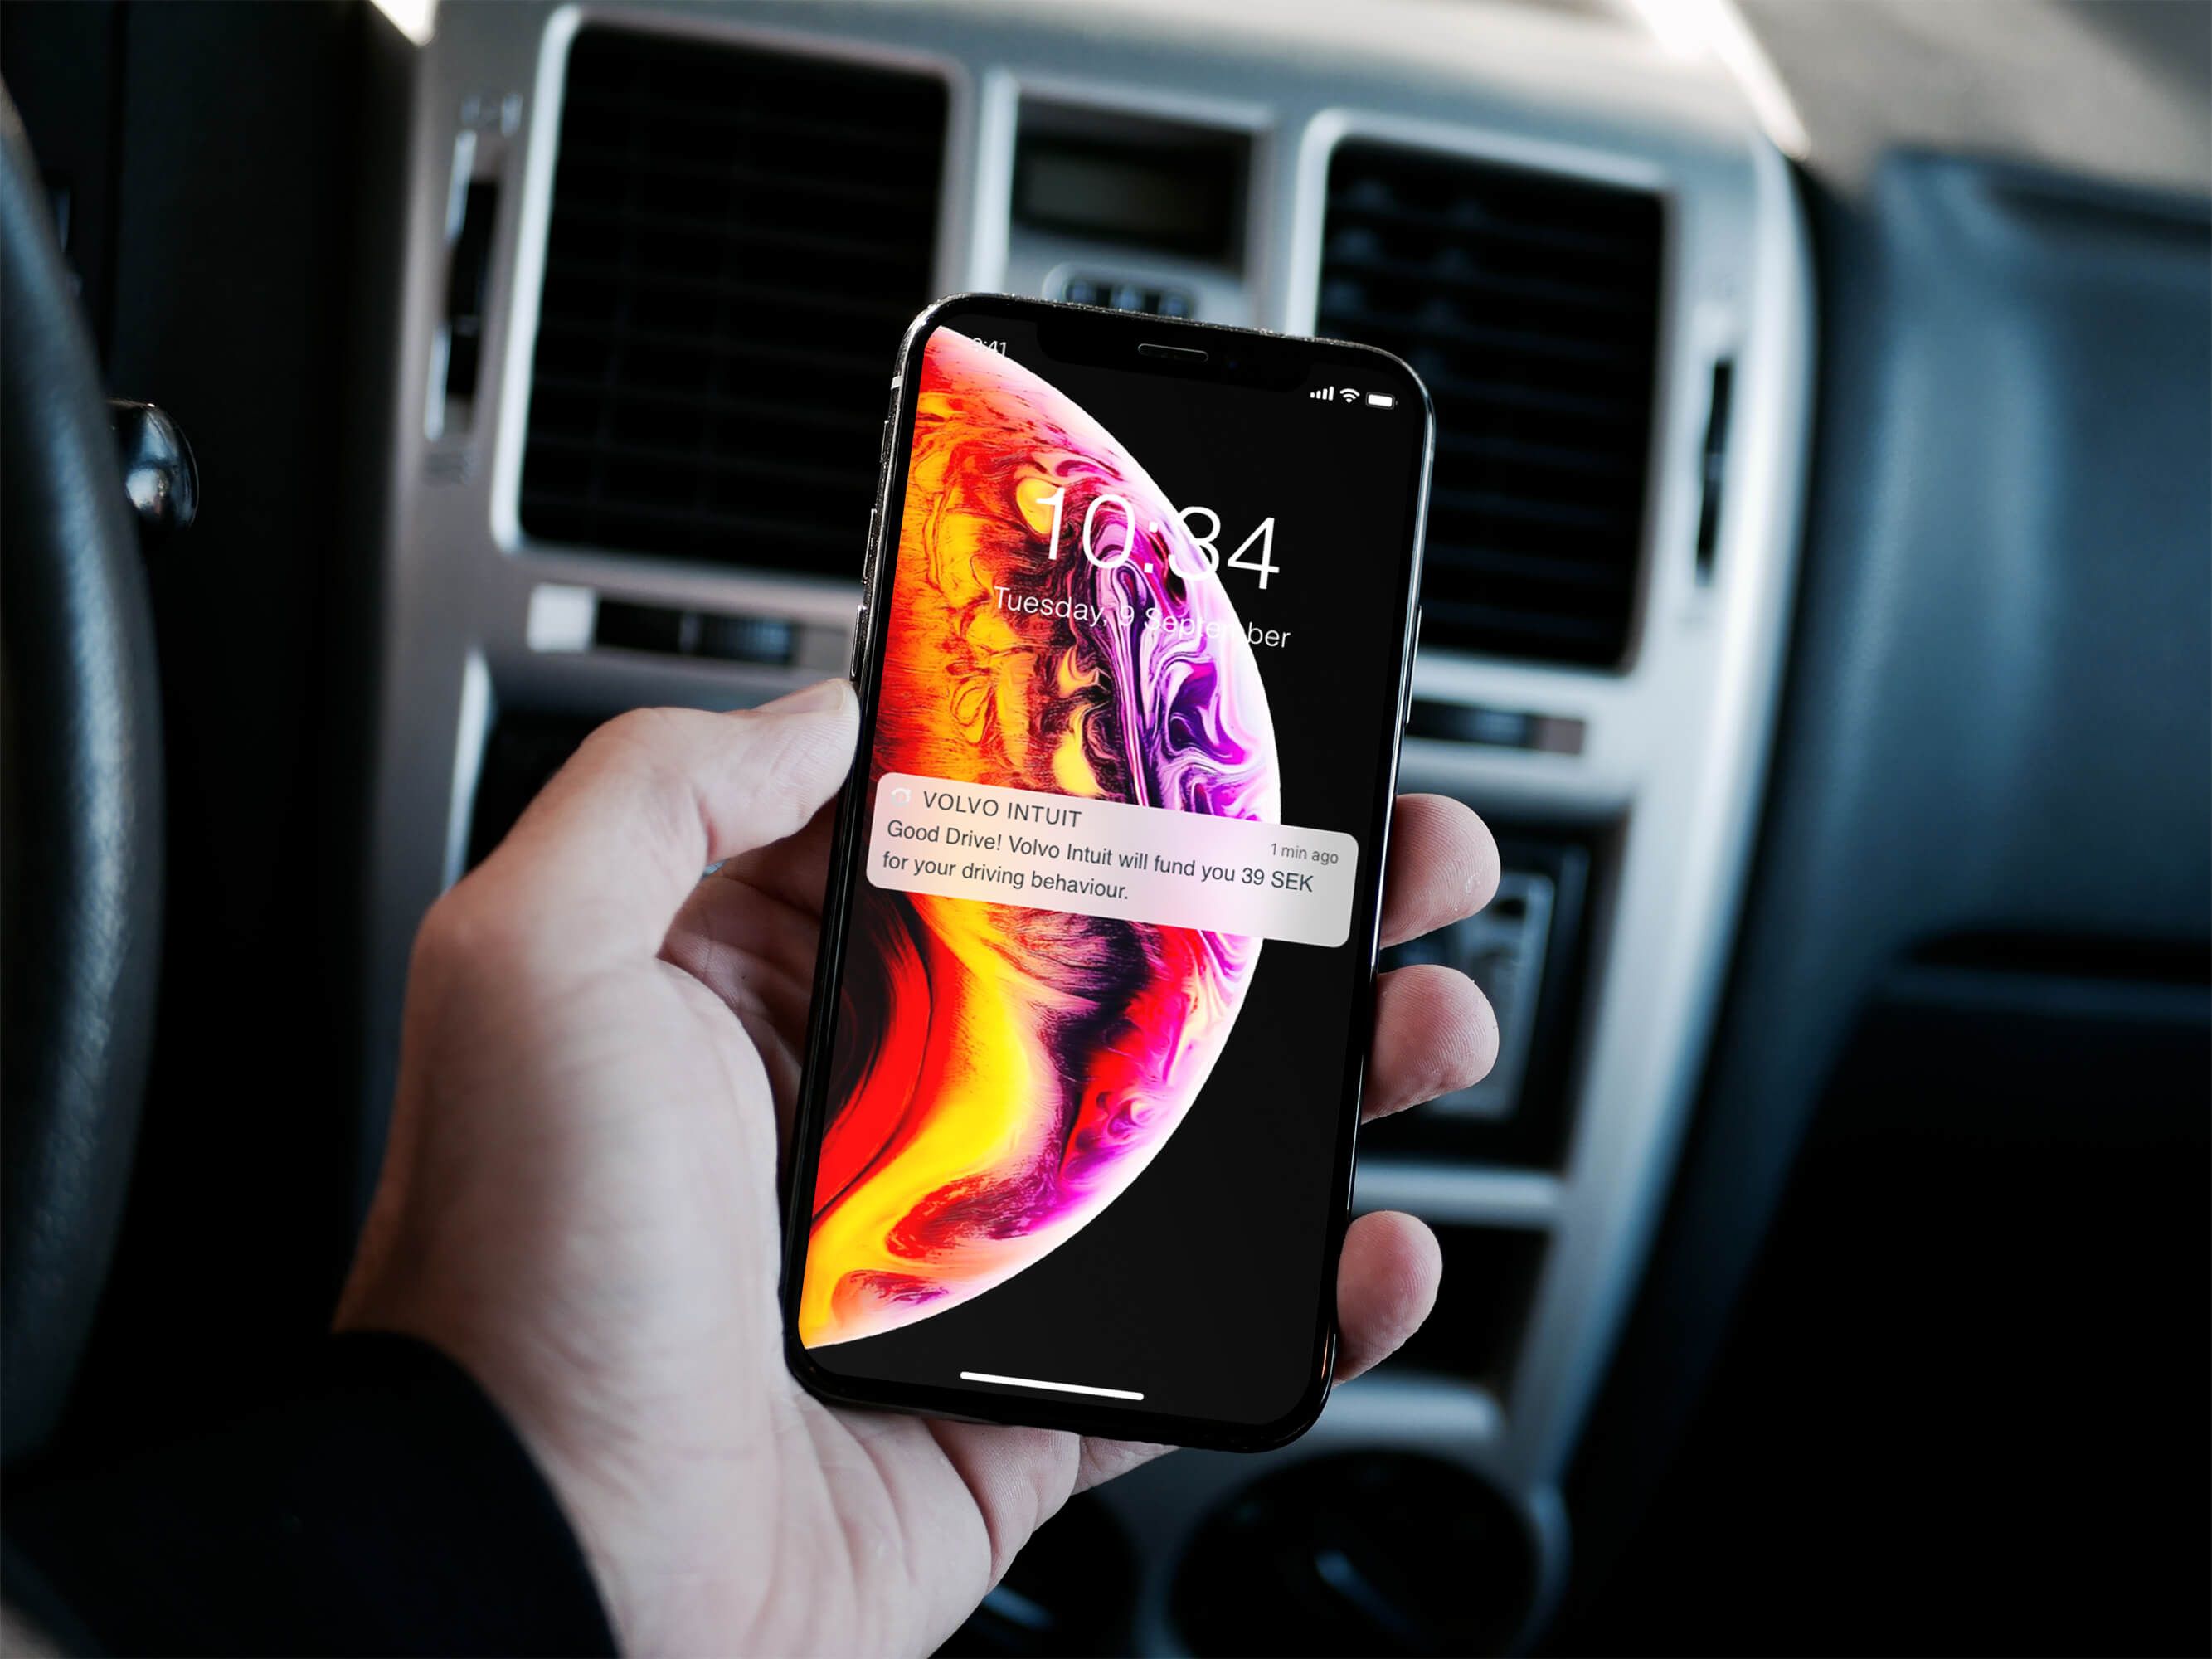 9:41
10:34
Tuesday, 9 September
VOLVO INTUIT
1 min ago
Good Drive! Volvo Intuit will fund you 39 SEK
for your driving behaviour.